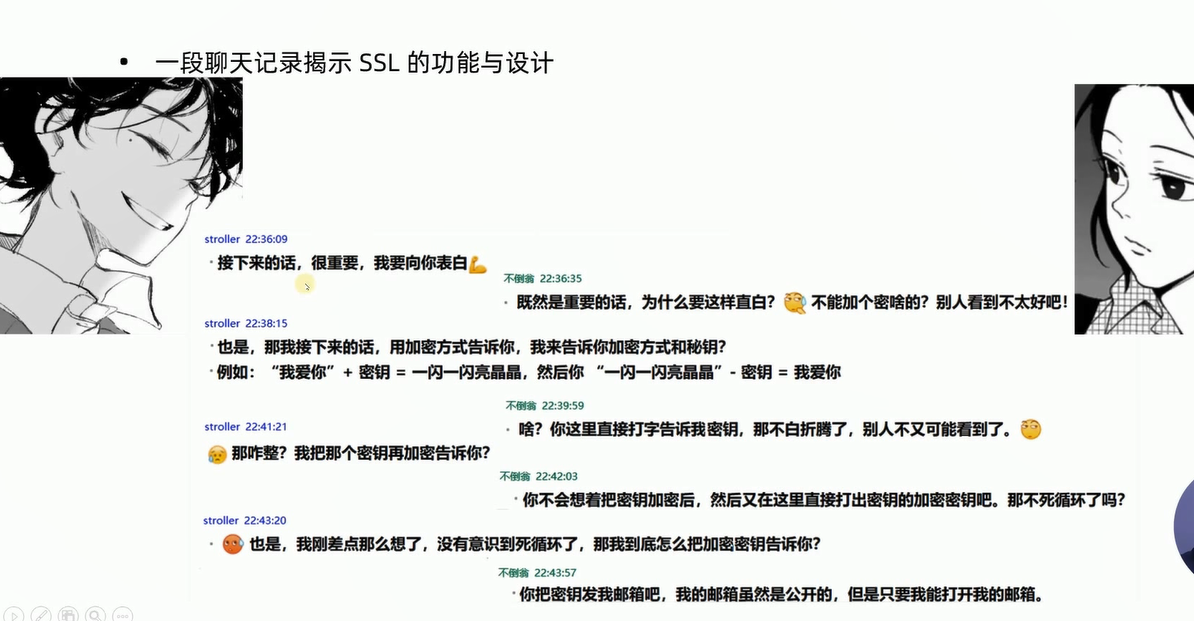 • 一段聊天记录揭示 SSL 的功能与设计
stroller 22:36:09
·接下来的话，很重要，我要向你表白💪
不倒翁 22:36:35
· 既然是重要的话，为什么要这样直白？ 不能加个密啥的？别人看到不太好吧！
stroller 22:38:15
·也是，那我接下来的话，用加密方式告诉你，我来告诉你加密方式和秘钥？
·例如：“我爱你”+ 密钥 = 一闪一闪亮晶晶，然后你 “一闪一闪亮晶晶”- 密钥 = 我爱你
不倒翁 22:39:59
· 啥？你这里直接打字告诉我密钥，那不白折腾了，别人不又可能看到了。
stroller 22:41:21
那咋整？我把那个密钥再加密告诉你？
不倒翁 22:42:03
·你不会想着把密钥加密后，然后又在这里直接打出密钥的加密密钥吧。那不死循环了吗？
stroller 22:43:20
· 也是，我刚差点那么想了，没有意识到死循环了，那我到底怎么把加密密钥告诉你？
不倒翁 22:43:57
·你把密钥发我邮箱吧，我的邮箱虽然是公开的，但是只要我能打开我的邮箱。